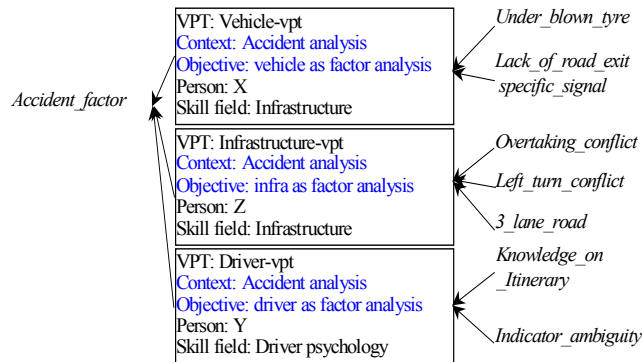 Accident_factor
VPT: Vehicle-vpt
Context: Accident analysis
Objective: vehicle as factor analysis
Person: X
Skill field: Infrastructure
VPT: Infrastructure-vpt
Context: Accident analysis
Objective: infra as factor analysis
Person: Z
Skill field: Infrastructure
VPT: Driver-vpt
Context: Accident analysis
Objective: driver as factor analysis
Person: Y
Skill field: Driver psychology
Under_blown_tyre
Lack_of_road_exit
specific_signal
Overtaking_conflict
Left_turn_conflict
3_lane_road
Knowledge_on
_Itinerary
Indicator_ambiguity